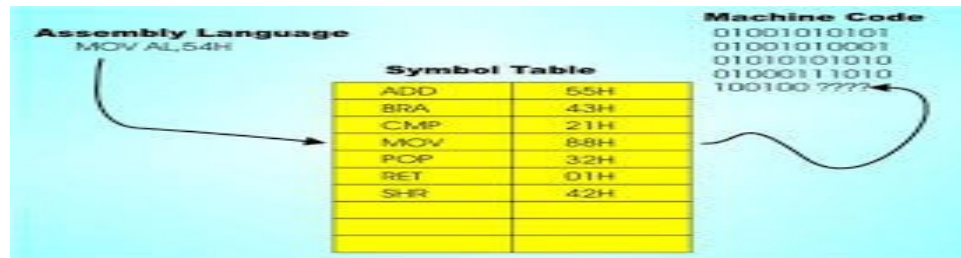 Assembly Language
MOV AL,54H
Symbol Table
ADD 55H
BRA 43H
CMP 21H
MOV 88H
POP 32H
RET 01H
SHR 42H
Machine Code
01001010101
01001010001
01010101010
01000111010
100100 ????